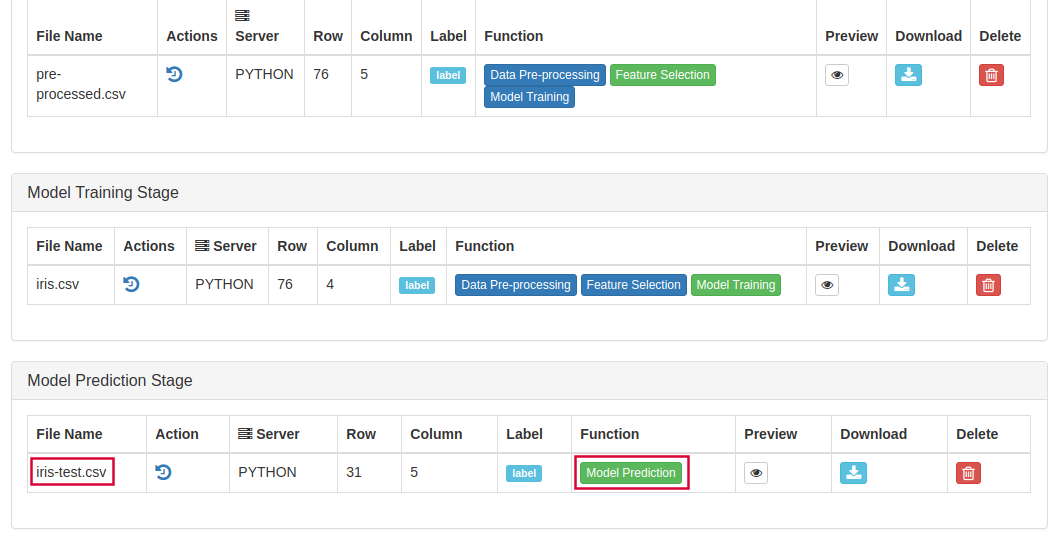 File Name Actions Server Row Column Label Function Preview Download Delete
pre-processed.csv PYTHON 76 5 label Data Pre-processing Feature Selection
Model Training
Model Training Stage
File Name Actions Server Row Column Label Function Preview Download Delete
iris.csv PYTHON 76 4 label Data Pre-processing Feature Selection Model Training
Model Prediction Stage
File Name Action Server Row Column Label Function Preview Download Delete
iris-test.csv PYTHON 31 5 label Model Prediction